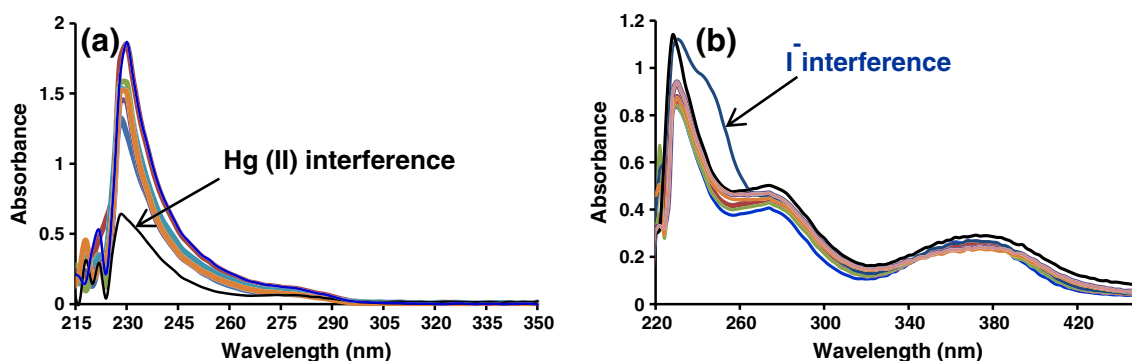 (a)
2
1.5
1
0.5
0
Absorbance
Hg (II) interference
215 230 245 260 275 290 305 320 335 350
Wavelength (nm)
(b)
1.2
1
0.8
0.6
0.4
0.2
0
Absorbance
I⁻ interference
220 260 300 340 380 420
Wavelength (nm)